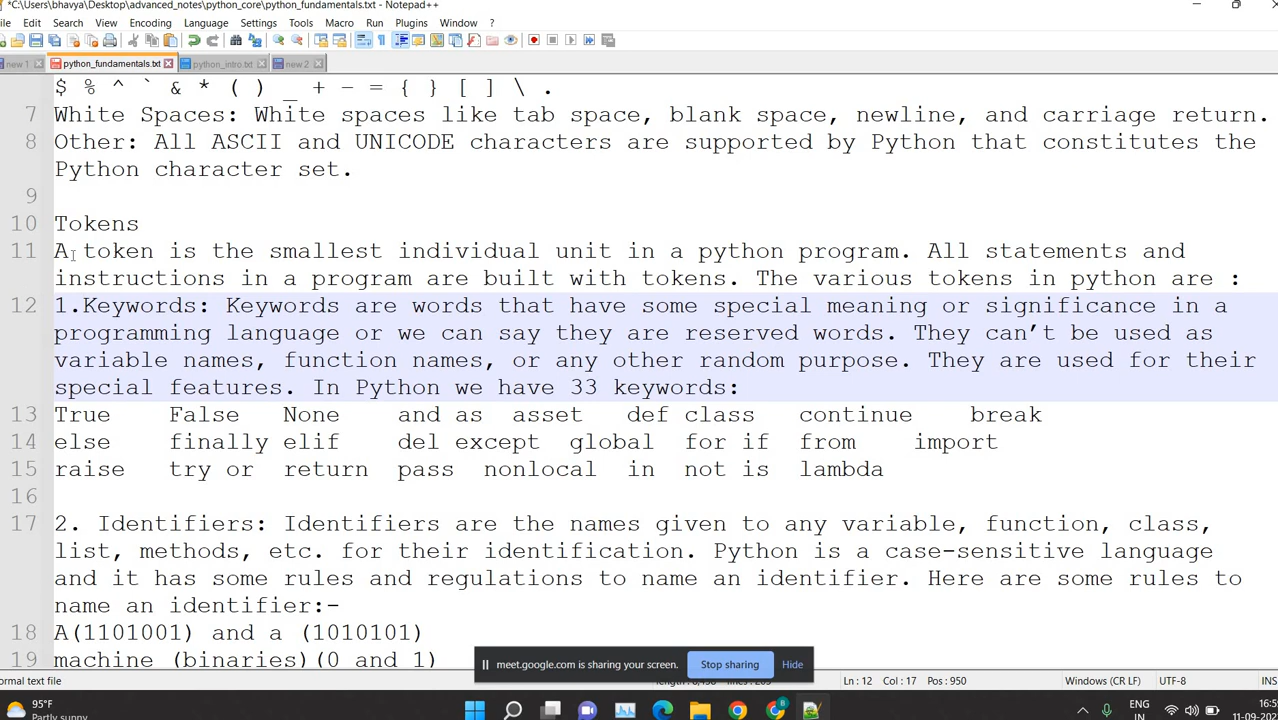 *C:\Users\bhavya\Desktop\advanced_notes\python_core\python_fundamentals.txt - Notepad++
File Edit Search View Encoding Language Settings Tools Macro Run Plugins Window ?
new 1 python_fundamentals.txt python_intro.txt new 2
$ % ^ ` & * ( ) _ + – = { } [ ] \ .
7 White Spaces: White spaces like tab space, blank space, newline, and carriage return.
8 Other: All ASCII and UNICODE characters are supported by Python that constitutes the
Python character set.
9
10 Tokens
11 A token is the smallest individual unit in a python program. All statements and
instructions in a program are built with tokens. The various tokens in python are :
12 1.Keywords: Keywords are words that have some special meaning or significance in a
programming language or we can say they are reserved words. They can’t be used as
variable names, function names, or any other random purpose. They are used for their
special features. In Python we have 33 keywords:
13 True False None and as asset def class continue break
14 else finally elif del except global for if from import
15 raise try or return pass nonlocal in not is lambda
16
17 2. Identifiers: Identifiers are the names given to any variable, function, class,
list, methods, etc. for their identification. Python is a case-sensitive language
and it has some rules and regulations to name an identifier. Here are some rules to
name an identifier:-
18 A(1101001) and a (1010101)
19 machine (binaries)(0 and 1)
meet.google.com is sharing your screen. Stop sharing Hide
ormal text file Ln : 12 Col : 17 Pos : 950 Windows (CR LF) UTF-8 INS
95°F
Partly sunny
ENG
IN
11-09-202